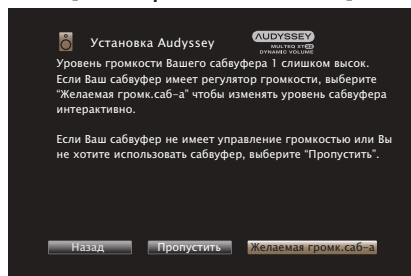 Установка Audyssey
AUDYSSEY
MULTEQ XT32
DYNAMIC VOLUME
Уровень громкости Вашего сабвуфера 1 слишком высок.
Если Ваш сабвуфер имеет регулятор громкости, выберите
“Желаемая громк.саб–а” чтобы изменять уровень сабвуфера
интерактивно.
Если Ваш сабвуфер не имеет управление громкостью или Вы
не хотите использовать сабвуфер, выберите “Пропустить”.
Назад
Пропустить
Желаемая громк.саб–а